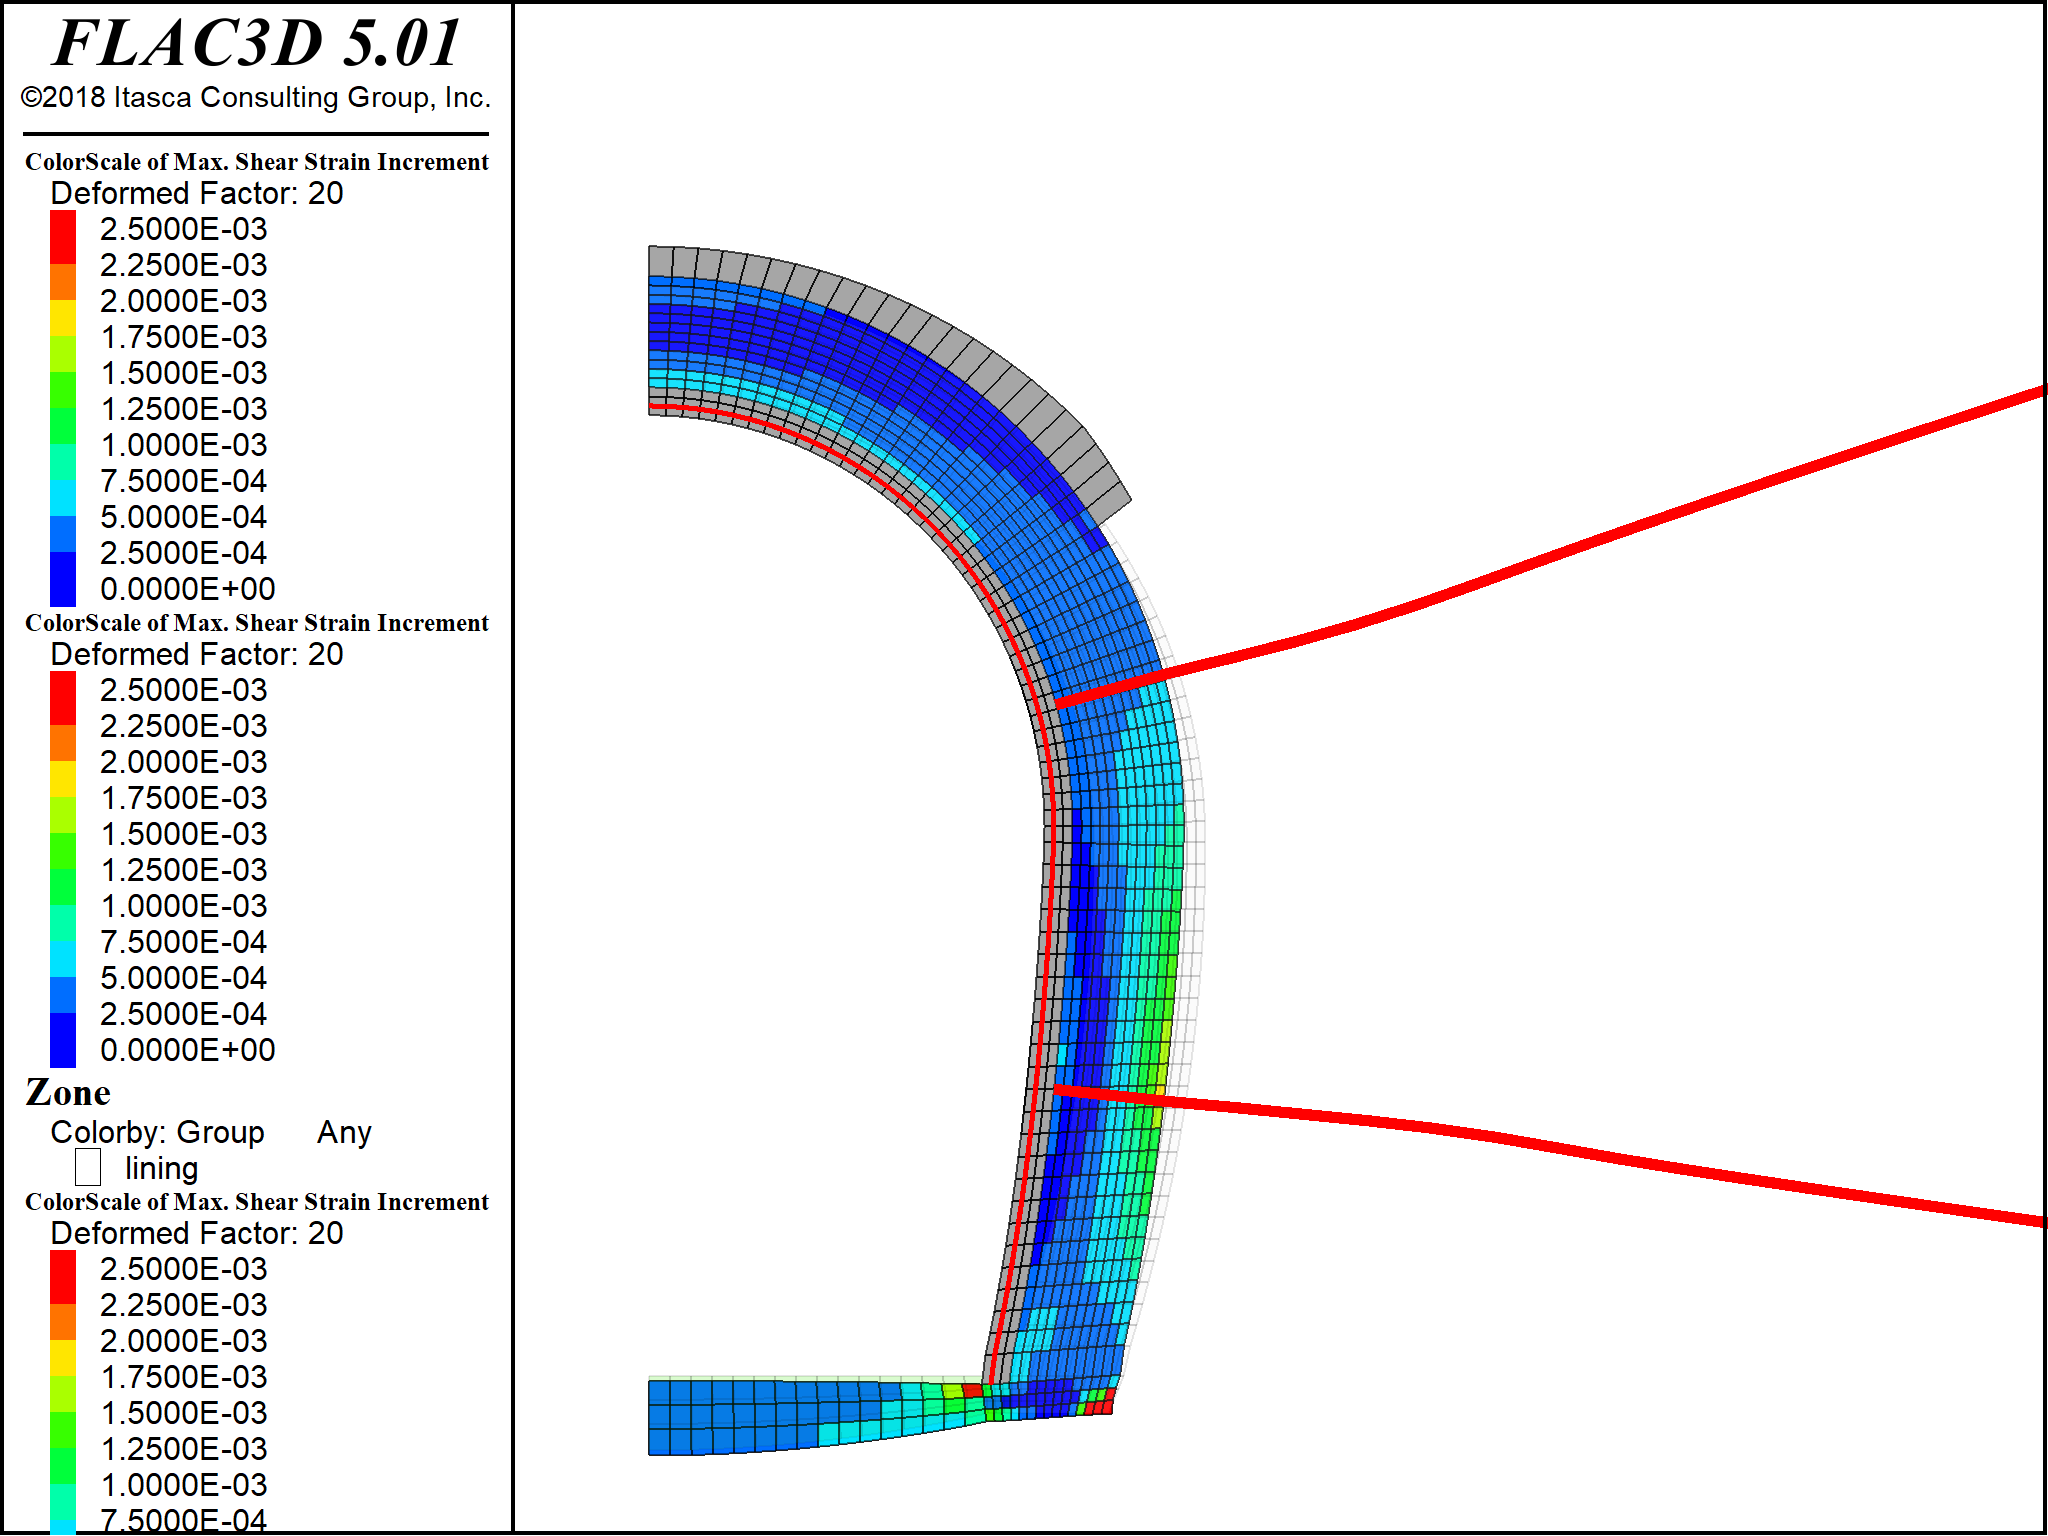 FLAC3D 5.01
©2018 Itasca Consulting Group, Inc.
ColorScale of Max. Shear Strain Increment
Deformed Factor: 20
2.5000E-03
2.2500E-03
2.0000E-03
1.7500E-03
1.5000E-03
1.2500E-03
1.0000E-03
7.5000E-04
5.0000E-04
2.5000E-04
0.0000E+00
ColorScale of Max. Shear Strain Increment
Deformed Factor: 20
2.5000E-03
2.2500E-03
2.0000E-03
1.7500E-03
1.5000E-03
1.2500E-03
1.0000E-03
7.5000E-04
5.0000E-04
2.5000E-04
0.0000E+00
Zone
Colorby: Group Any
lining
ColorScale of Max. Shear Strain Increment
Deformed Factor: 20
2.5000E-03
2.2500E-03
2.0000E-03
1.7500E-03
1.5000E-03
1.2500E-03
1.0000E-03
7.5000E-04